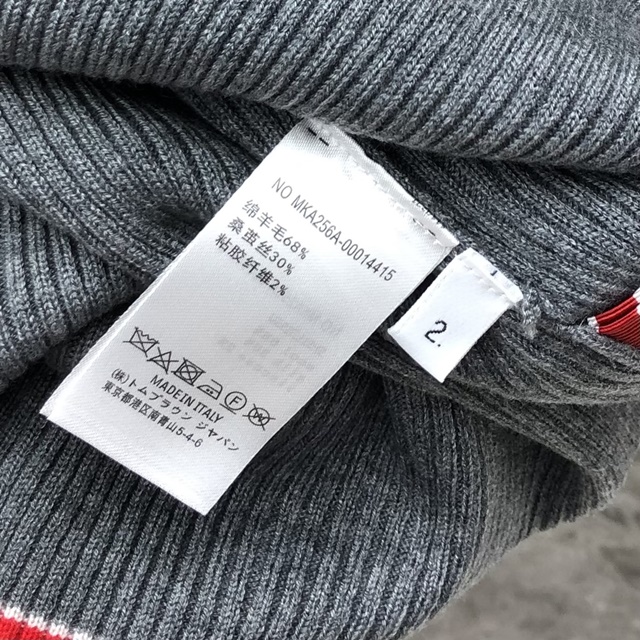 NO MKA256A-00014415
绵羊毛68%
桑蚕丝30%
粘胶纤维2%
MADE IN ITALY
(株)トムブラウン ジャパン
東京都港区南青山5-4-6
2.